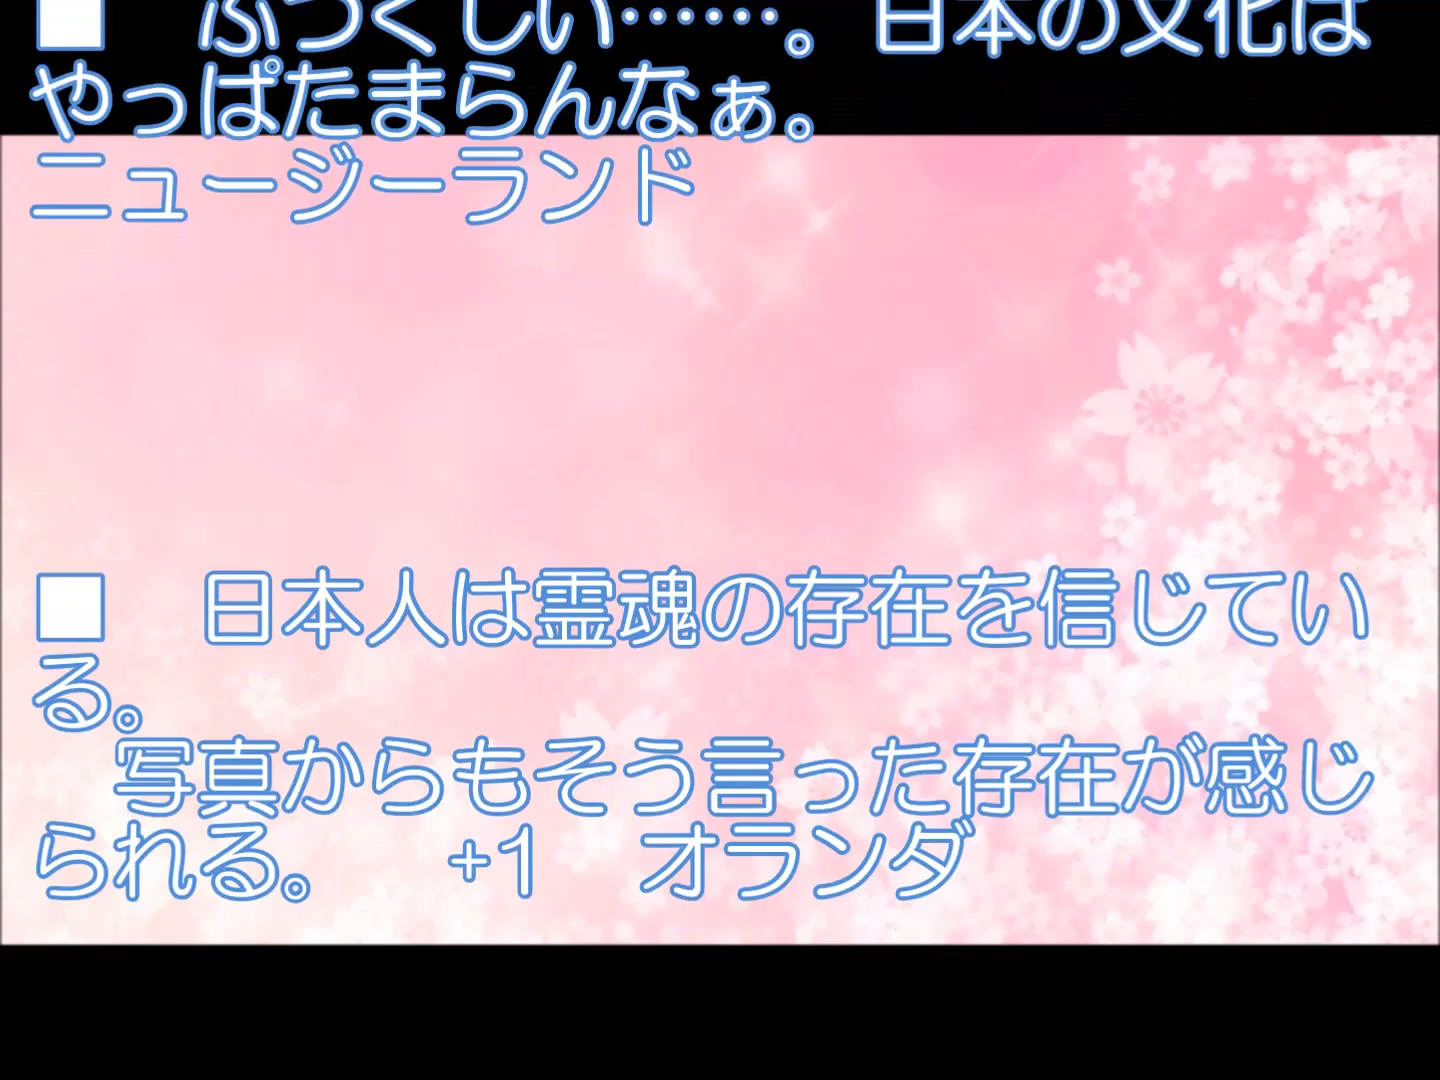 ■　ふつくしい……。日本の文化は
やっぱたまらんなぁ。
ニュージーランド
■　日本人は霊魂の存在を信じてい
る。
　写真からもそう言った存在が感じ
られる。　　+1　オランダ